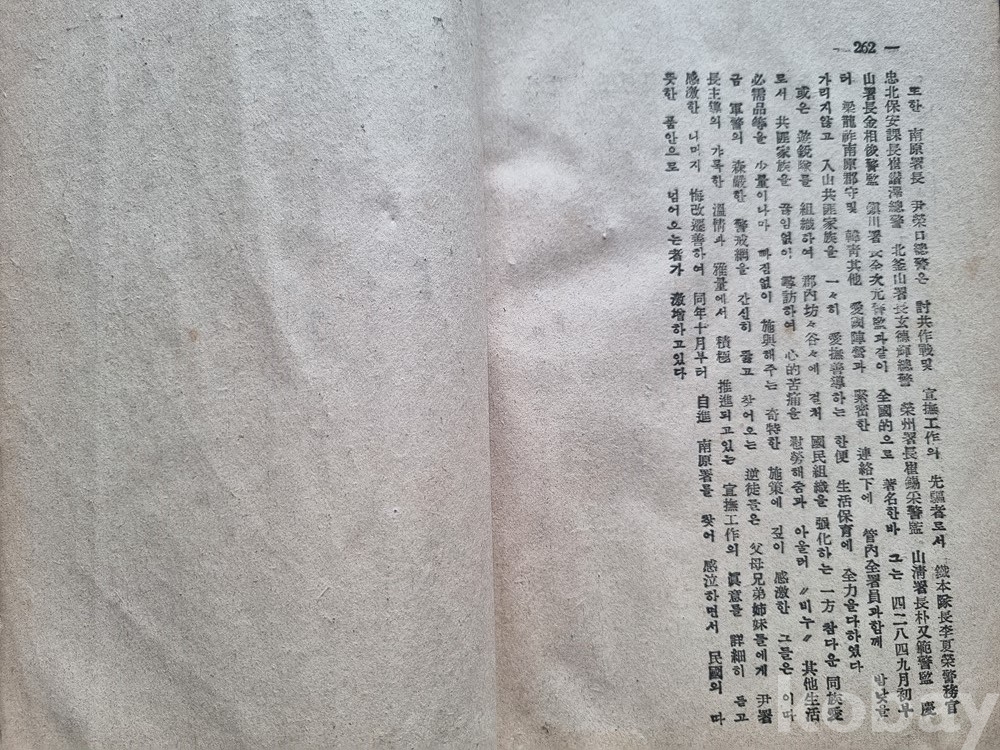 — 262 —
또한 南原署長 尹榮口總警은 討共作戰및 宣撫工作의 先驅者로서 鐵本隊長李夏榮警務官
忠北保安課長崔 總警 北釜山署長玄德輝總警 榮州署長崔錫采警監 山淸署長朴又範警監 慶
山署長金相俊警監 鎭川署長全次元警監과같이 全國的으로 著名한바 그는 四二八四九月初부
터 梁龍祚南原郡守및 韓靑其他 愛國陣營과 緊密한 連絡下에 管內全署員과함께 밤낮을
가리지않고 入山共匪家族을 一々히 愛撫善導하는 한便 生活保育에 全力을다하였다
或은 遊說隊를 組織하여 郡內坊々谷々에 걸처 國民組織을 强化하는 一方 참다운 同族愛
로서 共匪家族을 끊임없이 尋訪하여 心的苦痛을 慰勞해줌과 아울러 〃비누〃 其他生活
必需品等을 少量이나마 빠짐없이 施與해주는 奇特한 施策에 깊이 感激한 그들은 이따
금 軍警의 森嚴한 警戒網을 간신히 뚫고 찾어오는 逆徒들은 父母兄弟姉妹들에게 尹署
長主導의 갸륵한 溫情과 雅量에서 積極 推進되고있는 宣撫工作의 眞意를 詳細히 듣고
感激한 나머지 悔改遷善하여 同年十月부터 自進 南原署를 찾어 感泣하면서 民國의 따
뜻한 품안으로 넘어오는者가 激增하고있다
kobay